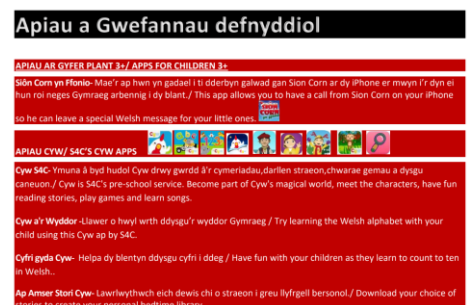 Apiau a Gwefannau defnyddiol
APIAU AR GYFER PLANT 3+/ APPS FOR CHILDREN 3+
Siôn Corn yn Ffonio- Mae'r ap hwn yn gadael i ti dderbyn galwad gan Sion Corn ar dy iPhone er mwyn i'r dyn ei
hun roi neges Gymraeg arbennig i dy blant./ This app allows you to have a call from Sion Corn on your iPhone
so he can leave a special Welsh message for your little ones.
APIAU CYW/ S4C'S CYW APPS
Cyw S4C- Ymuna â byd hudol Cyw drwy gwrdd â'r cymeriadau,darllen straeon,chwarae gemau a dysgu
caneuon./ Cyw is S4C's pre-school service. Become part of Cyw's magical world, meet the characters, have fun
reading stories, play games and learn songs.
Cyw a'r Wyddor -Llawer o hwyl wrth ddysgu'r wyddor Gymraeg / Try learning the Welsh alphabet with your
child using this Cyw ap by S4C.
Cyfri gyda Cyw- Helpa dy blentyn ddysgu cyfri i ddeg / Have fun with your children as they learn to count to ten
in Welsh..
Ap Amser Stori Cyw- Lawrlwythwch eich dewis chi o straeon i greu llyfrgell bersonol./ Download your choice of
stories to create your personal bedtime library